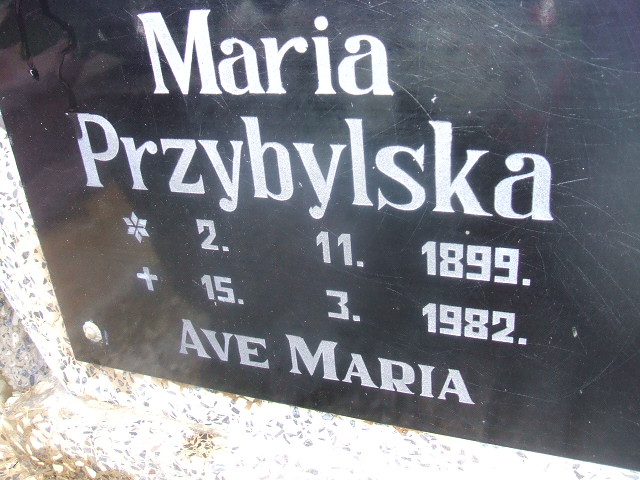 Maria
Przybylska
* 2. 11. 1899.
+ 15. 3. 1982.
AVE MARIA